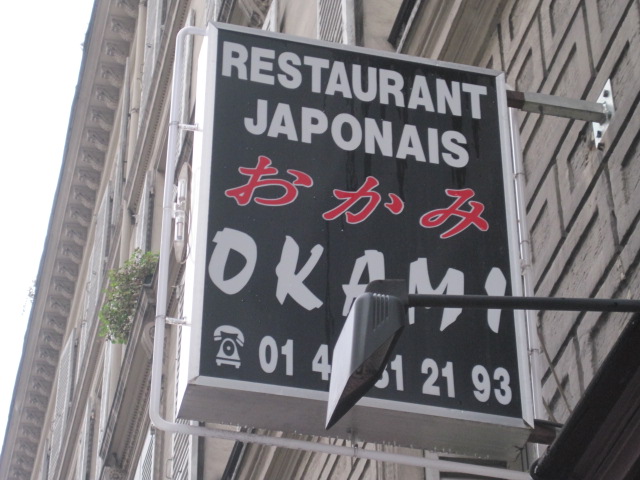 RESTAURANT
JAPONAIS
おかみ
OKAMI
01 21 93